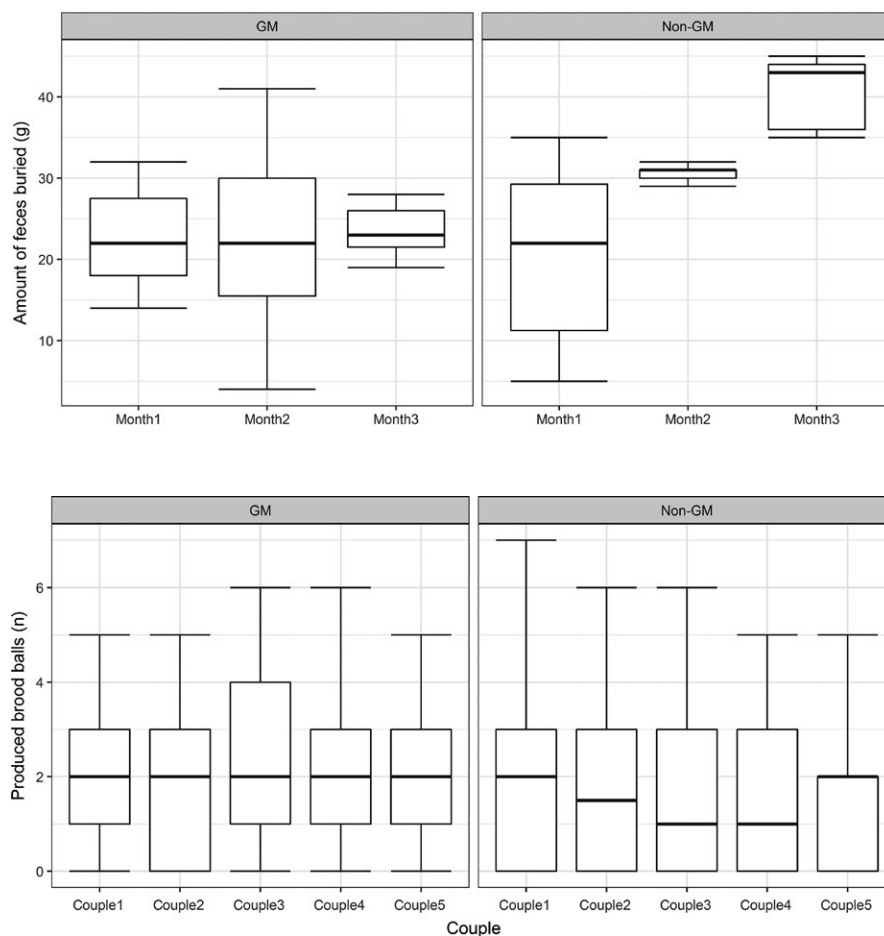 GM Non-GM
Amount of feces buried (g)
40
30
20
10
Month1 Month2 Month3 Month1 Month2 Month3
GM Non-GM
Produced brood balls (n)
6
4
2
0
Couple1 Couple2 Couple3 Couple4 Couple5 Couple1 Couple2 Couple3 Couple4 Couple5
Couple